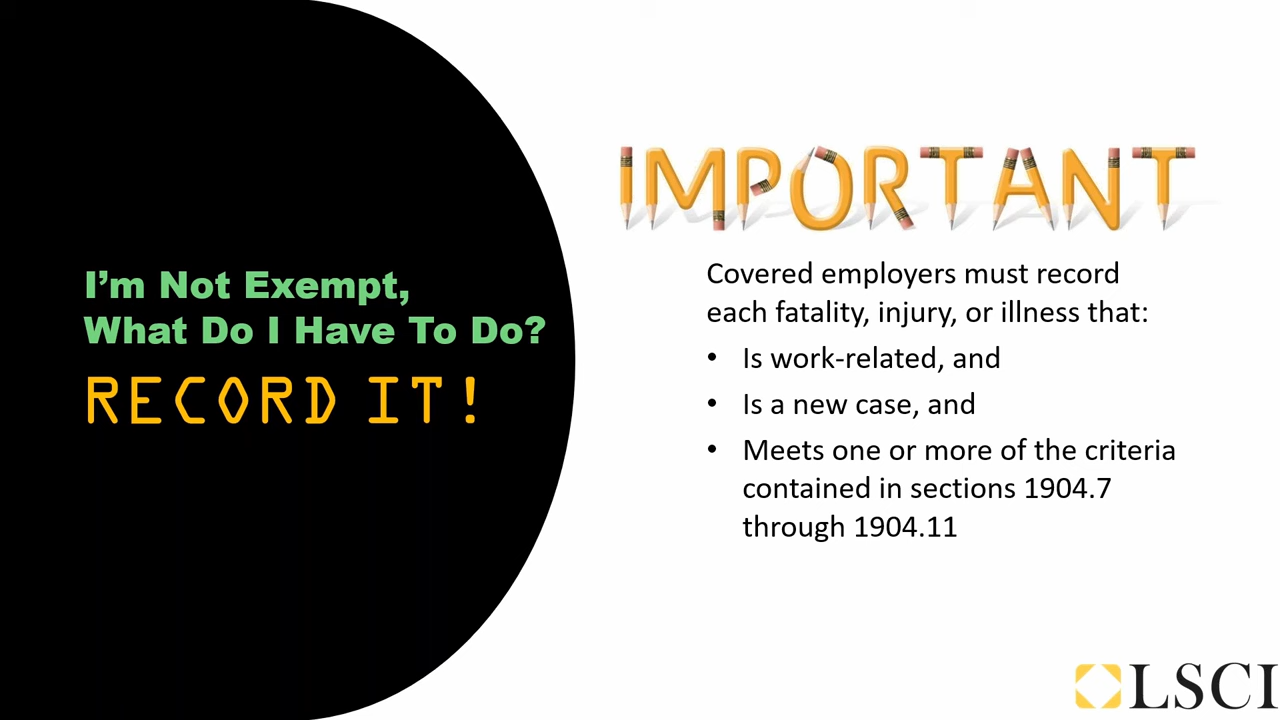 I’m Not Exempt,
What Do I Have To Do?
RECORD IT!
IMPORTANT
Covered employers must record
each fatality, injury, or illness that:
• Is work-related, and
• Is a new case, and
• Meets one or more of the criteria
contained in sections 1904.7
through 1904.11
LSCI